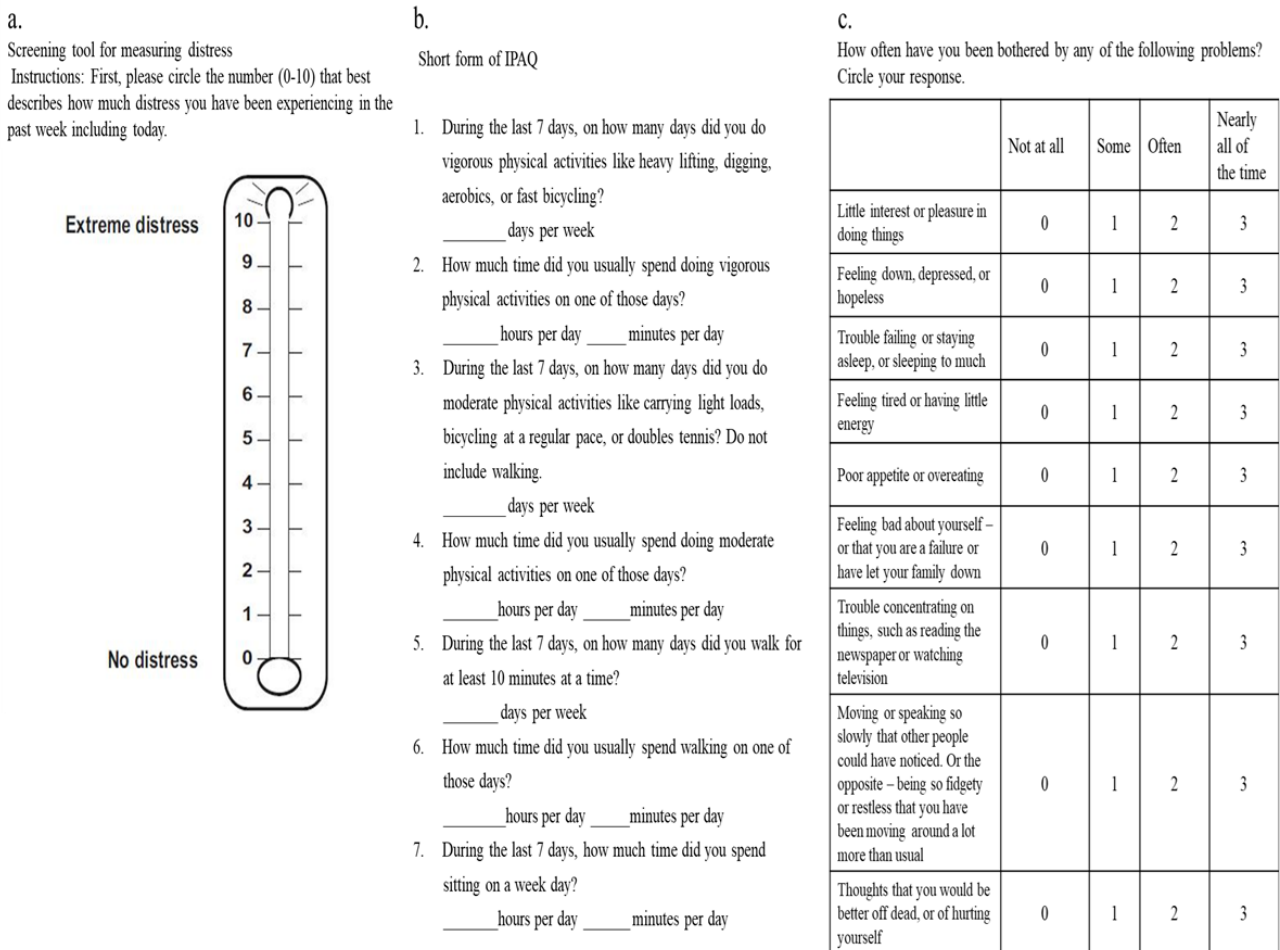 a.
Screening tool for measuring distress
Instructions: First, please circle the number (0-10) that best
describes how much distress you have been experiencing in the
past week including today.
Extreme distress
10
9
8
7
6
5
4
3
2
1
No distress 0
b.
Short form of IPAQ
1. During the last 7 days, on how many days did you do
vigorous physical activities like heavy lifting, digging,
aerobics, or fast bicycling?
_______ days per week
2. How much time did you usually spend doing vigorous
physical activities on one of those days?
______ hours per day _____ minutes per day
3. During the last 7 days, on how many days did you do
moderate physical activities like carrying light loads,
bicycling at a regular pace, or doubles tennis? Do not
include walking.
_______ days per week
4. How much time did you usually spend doing moderate
physical activities on one of those days?
______hours per day ______minutes per day
5. During the last 7 days, on how many days did you walk for
at least 10 minutes at a time?
______ days per week
6. How much time did you usually spend walking on one of
those days?
_______hours per day _____minutes per day
7. During the last 7 days, how much time did you spend
sitting on a week day?
______hours per day ______minutes per day
c.
How often have you been bothered by any of the following problems?
Circle your response.
Not at all Some Often Nearly
all of
the time
Little interest or pleasure in
doing things
0 1 2 3
Feeling down, depressed, or
hopeless
0 1 2 3
Trouble failing or staying
asleep, or sleeping to much
0 1 2 3
Feeling tired or having little
energy
0 1 2 3
Poor appetite or overeating
0 1 2 3
Feeling bad about yourself –
or that you are a failure or
have let your family down
0 1 2 3
Trouble concentrating on
things, such as reading the
newspaper or watching
television
0 1 2 3
Moving or speaking so
slowly that other people
could have noticed. Or the
opposite – being so fidgety
or restless that you have
been moving around a lot
more than usual
0 1 2 3
Thoughts that you would be
better off dead, or of hurting
yourself
0 1 2 3